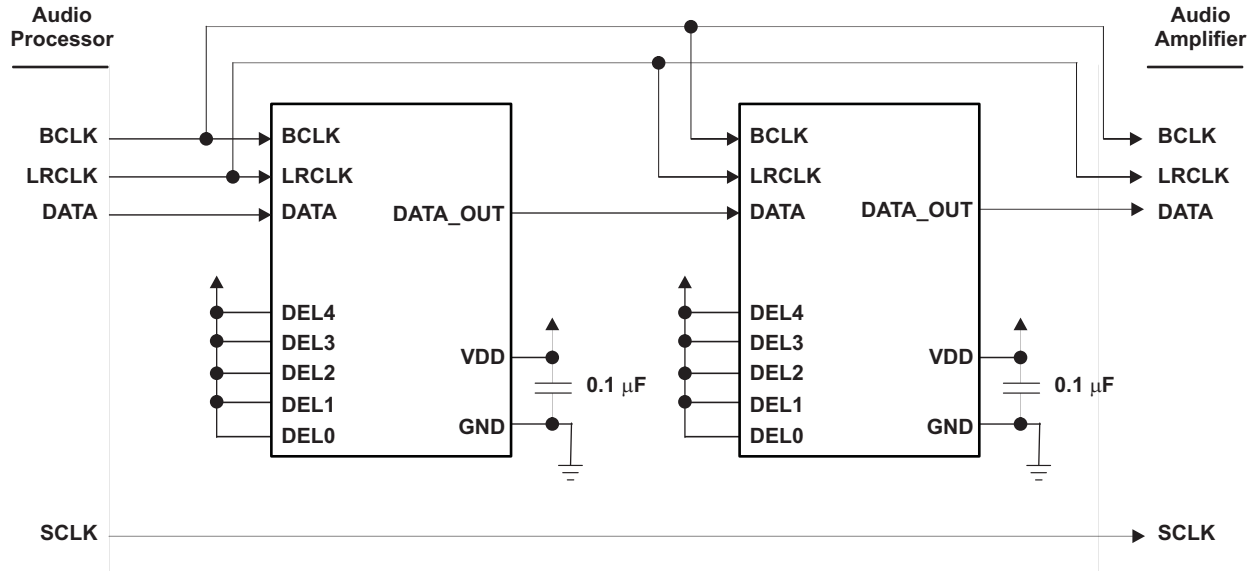 Audio
Processor
Audio
Amplifier
BCLK
LRCLK
DATA
BCLK
LRCLK
DATA
DATA_OUT
DEL4
DEL3
DEL2
DEL1
DEL0
VDD
GND
0.1 μF
BCLK
LRCLK
DATA
DATA_OUT
DEL4
DEL3
DEL2
DEL1
DEL0
VDD
GND
0.1 μF
BCLK
LRCLK
DATA
SCLK
SCLK